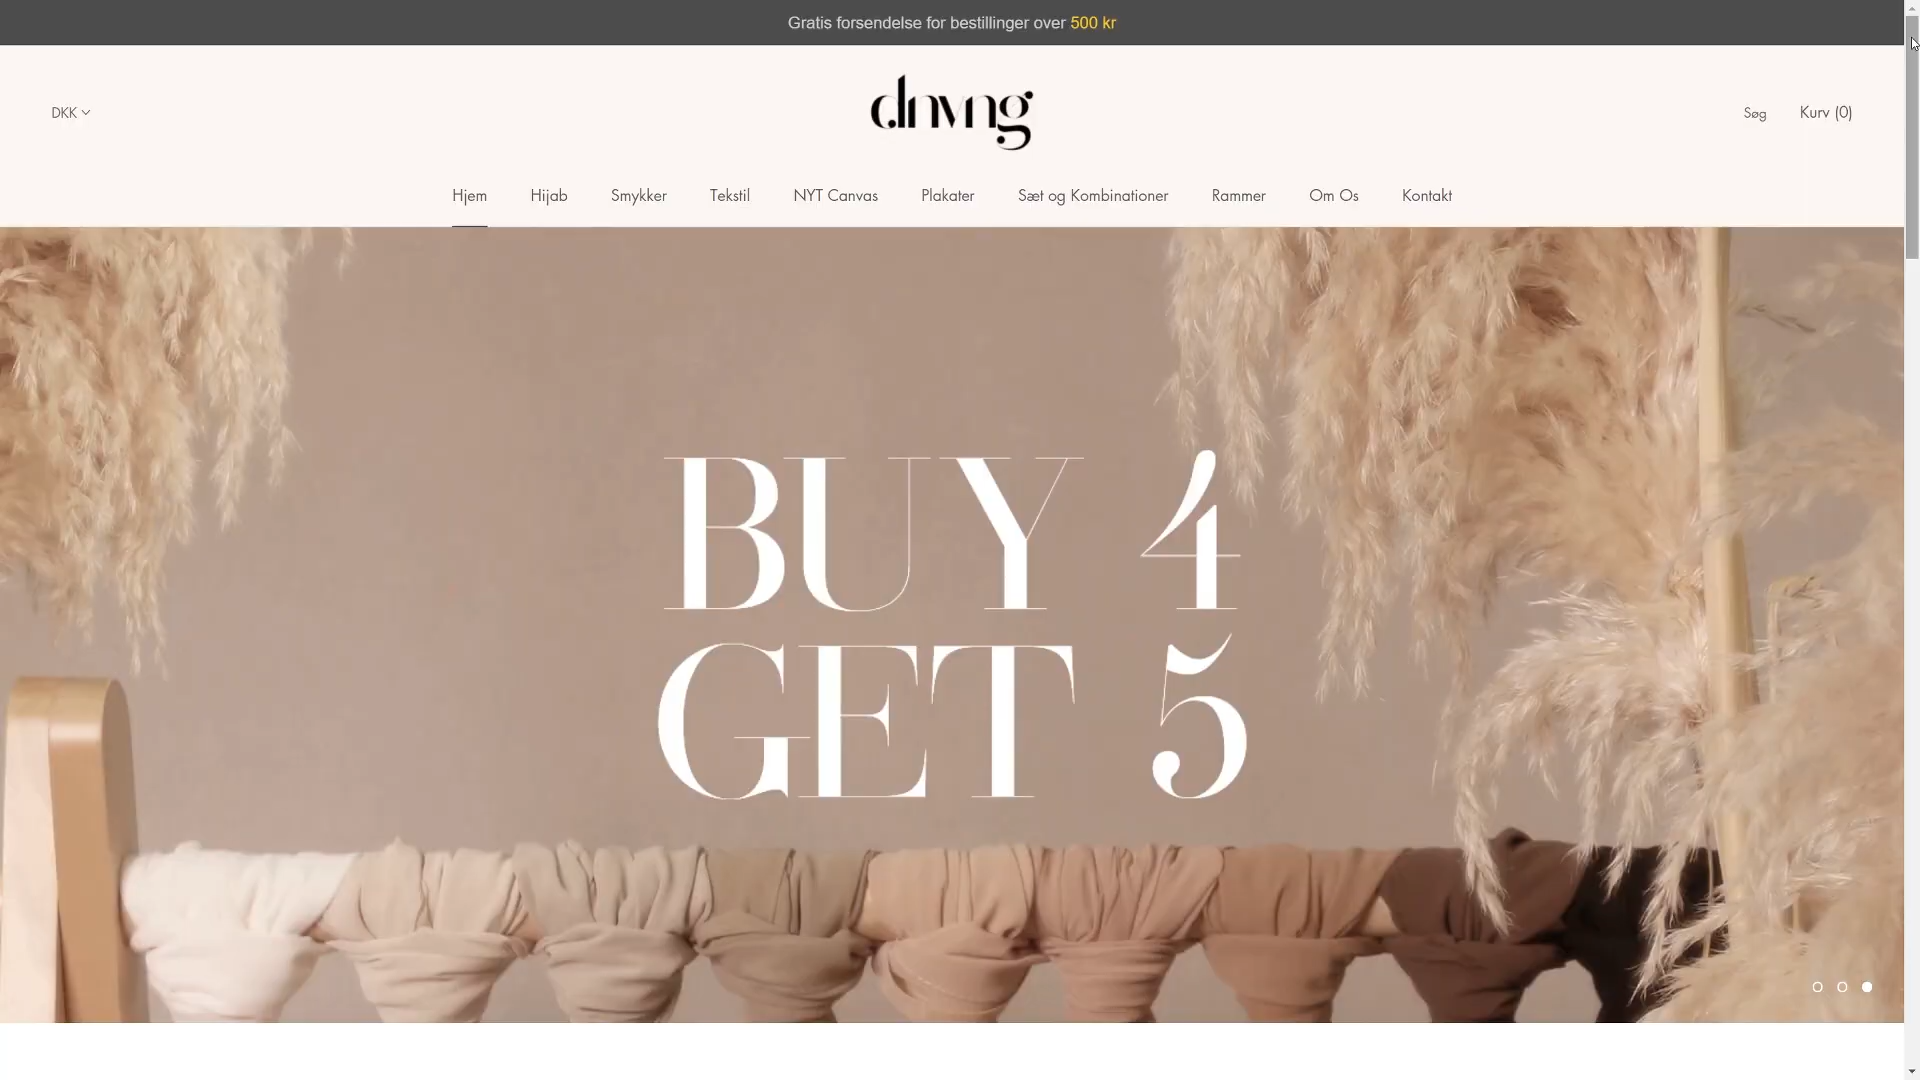 Gratis forsendelse for bestillinger over 500 kr
DKK
dnvng
Søg
Kurv (0)
Hjem Hijab Smykker Tekstil NYT Canvas Plakater Sæt og Kombinationer Rammer Om Os Kontakt
BUY 4
GET 5